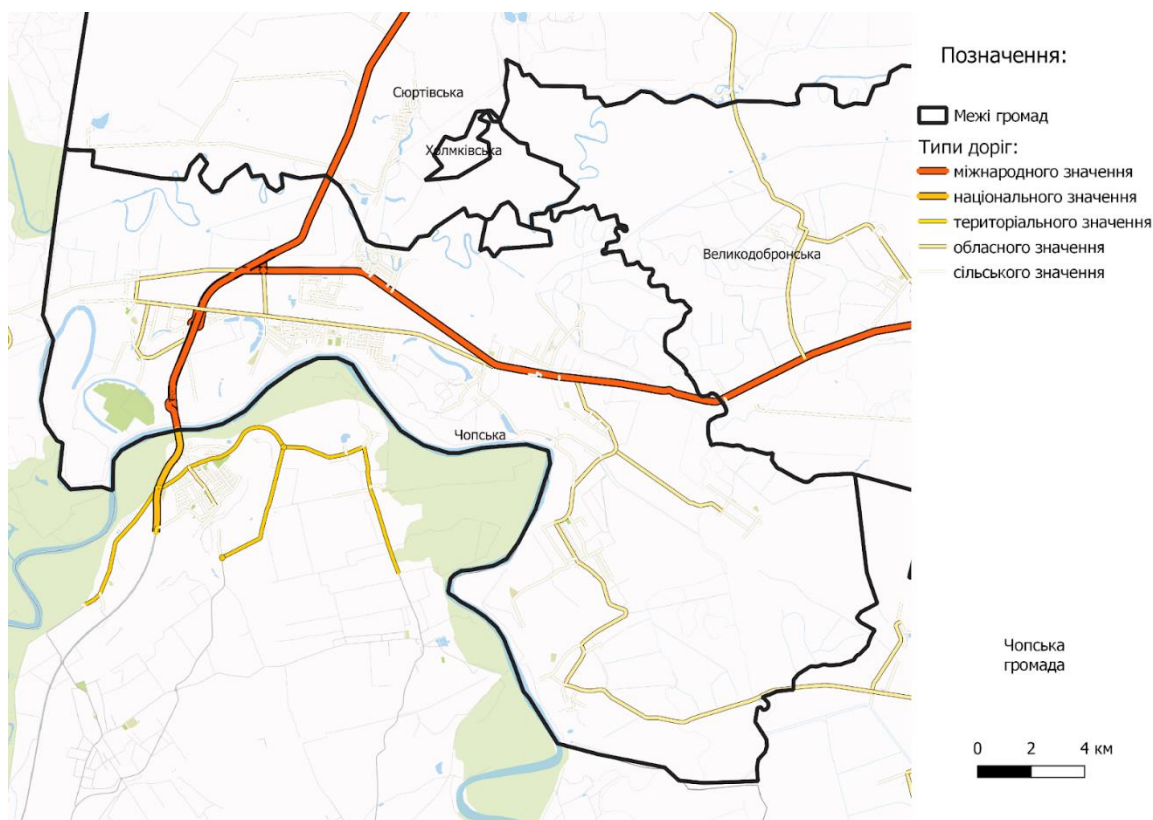 Позначення:
Межі громад
Типи доріг:
міжнародного значення
національного значення
територіального значення
обласного значення
сільського значення
Сюртівська
Холмківська
Великодобронська
Чопська
Чопська
громада
0 2 4 км